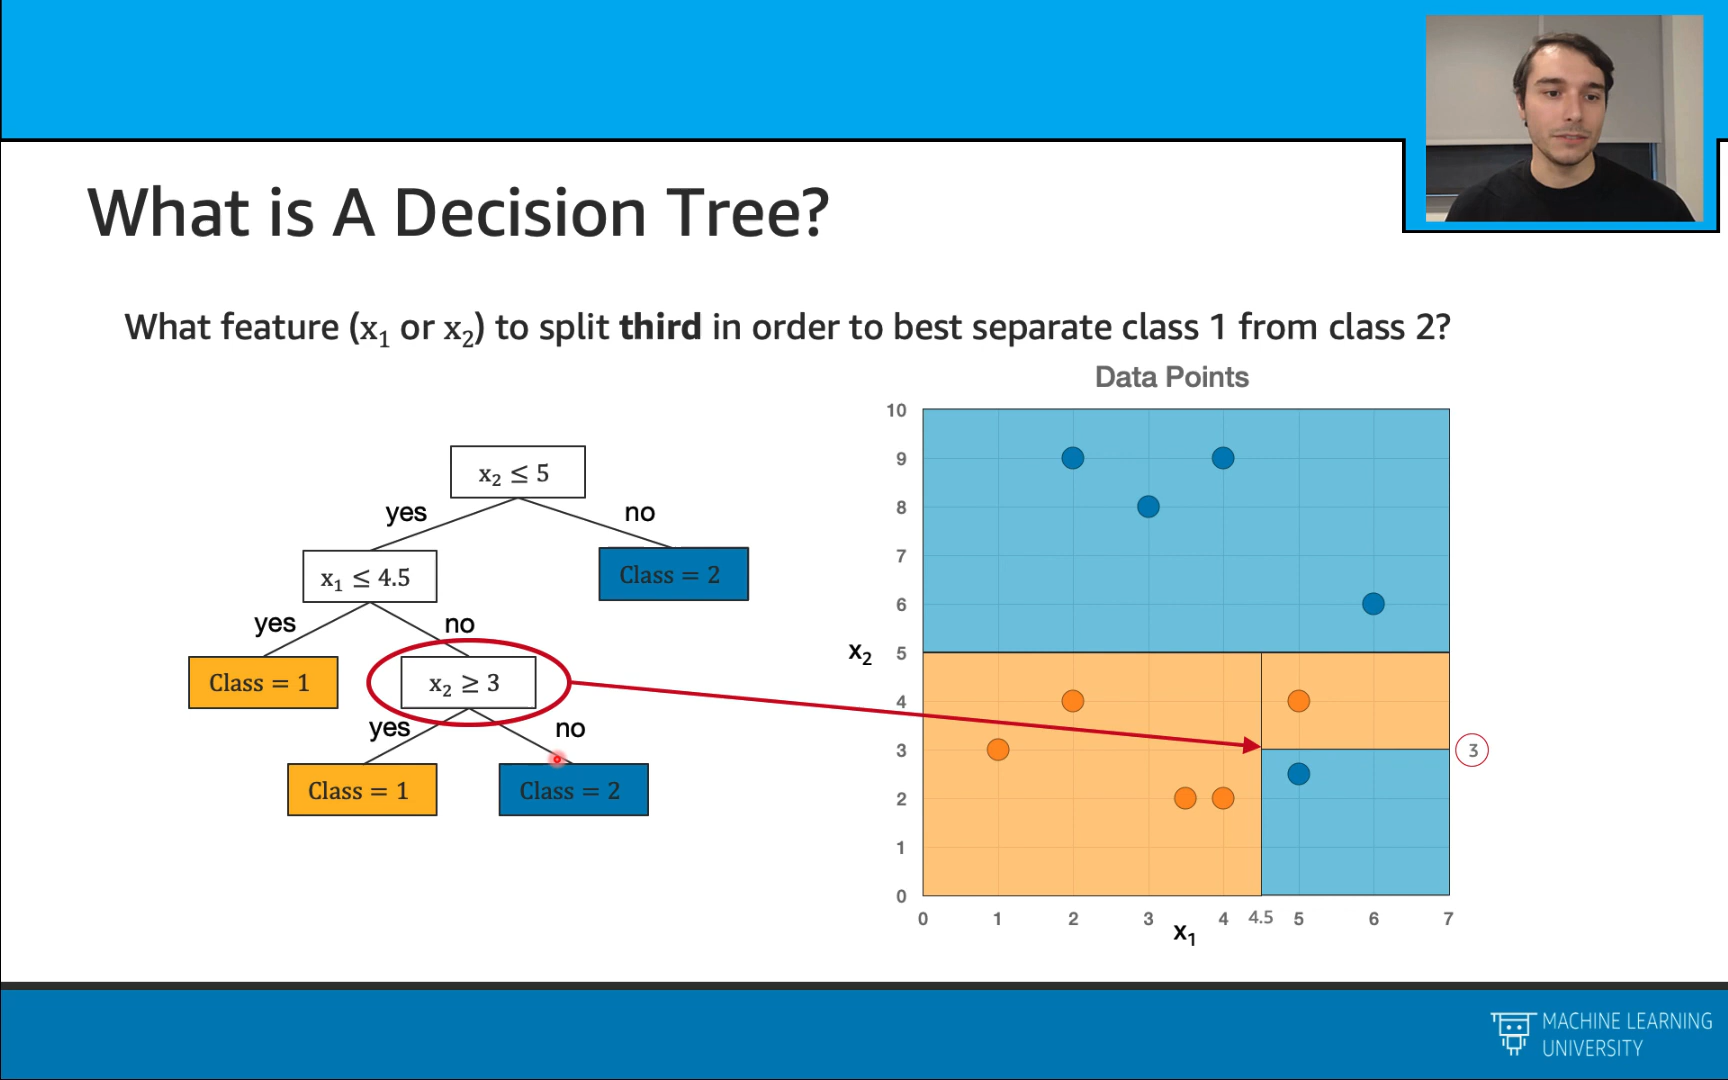 What is A Decision Tree?
What feature (x₁ or x₂) to split third in order to best separate class 1 from class 2?
Data Points
x₂ ≤ 5
yes
no
x₁ ≤ 4.5
Class = 2
yes
no
Class = 1
x₂ ≥ 3
yes
no
Class = 1
Class = 2
10
9
8
7
6
x₂ 5
4
3
2
1
0
3
0 1 2 3 4 4.5 5 6 7
x₁
MACHINE LEARNING
UNIVERSITY